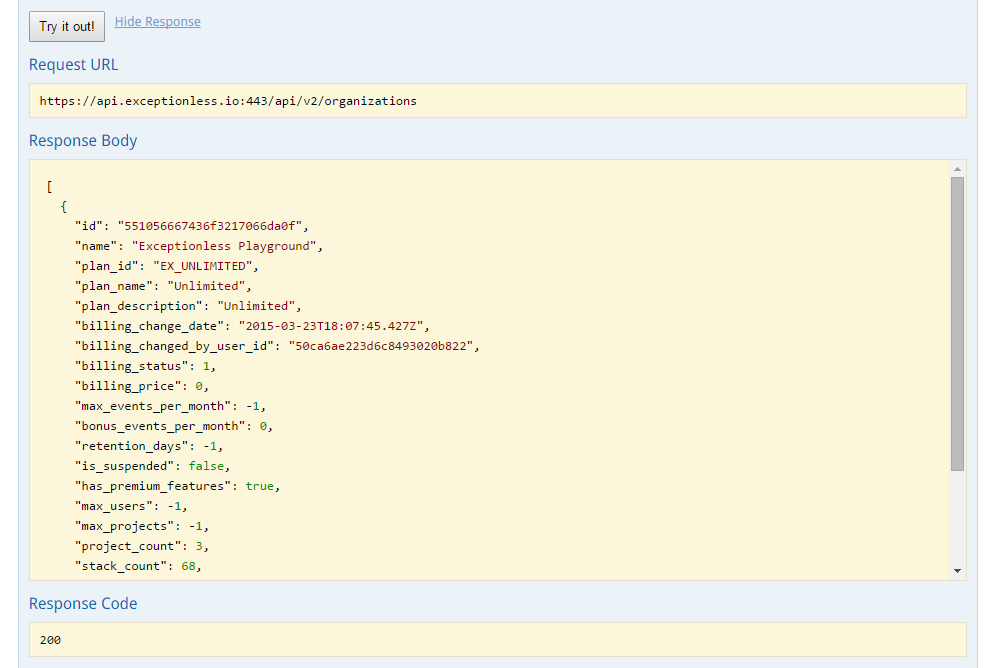 Try it out! Hide Response
Request URL
https://api.exceptionless.io:443/api/v2/organizations
Response Body
[
{
"id": "551056667436f3217066da0f",
"name": "Exceptionless Playground",
"plan_id": "EX_UNLIMITED",
"plan_name": "Unlimited",
"plan_description": "Unlimited",
"billing_change_date": "2015-03-23T18:07:45.427Z",
"billing_changed_by_user_id": "50ca6ae223d6c8493020b822",
"billing_status": 1,
"billing_price": 0,
"max_events_per_month": -1,
"bonus_events_per_month": 0,
"retention_days": -1,
"is_suspended": false,
"has_premium_features": true,
"max_users": -1,
"max_projects": -1,
"project_count": 3,
"stack_count": 68,
Response Code
200